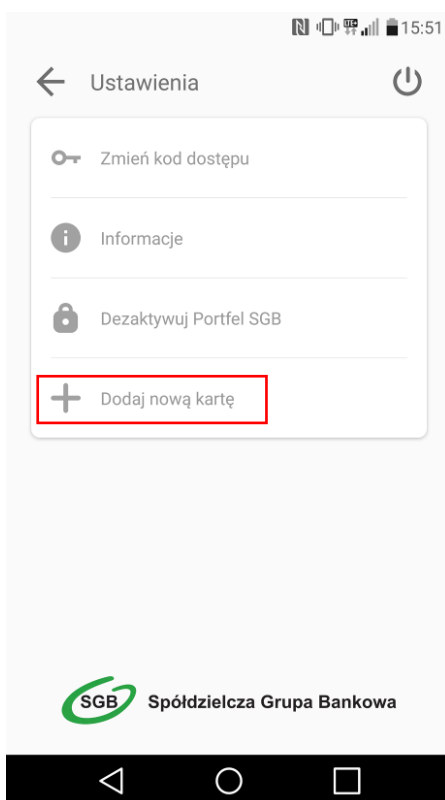 15:51
Ustawienia
Zmień kod dostępu
Informacje
Dezaktywuj Portfel SGB
Dodaj nową kartę
SGB Spółdzielcza Grupa Bankowa